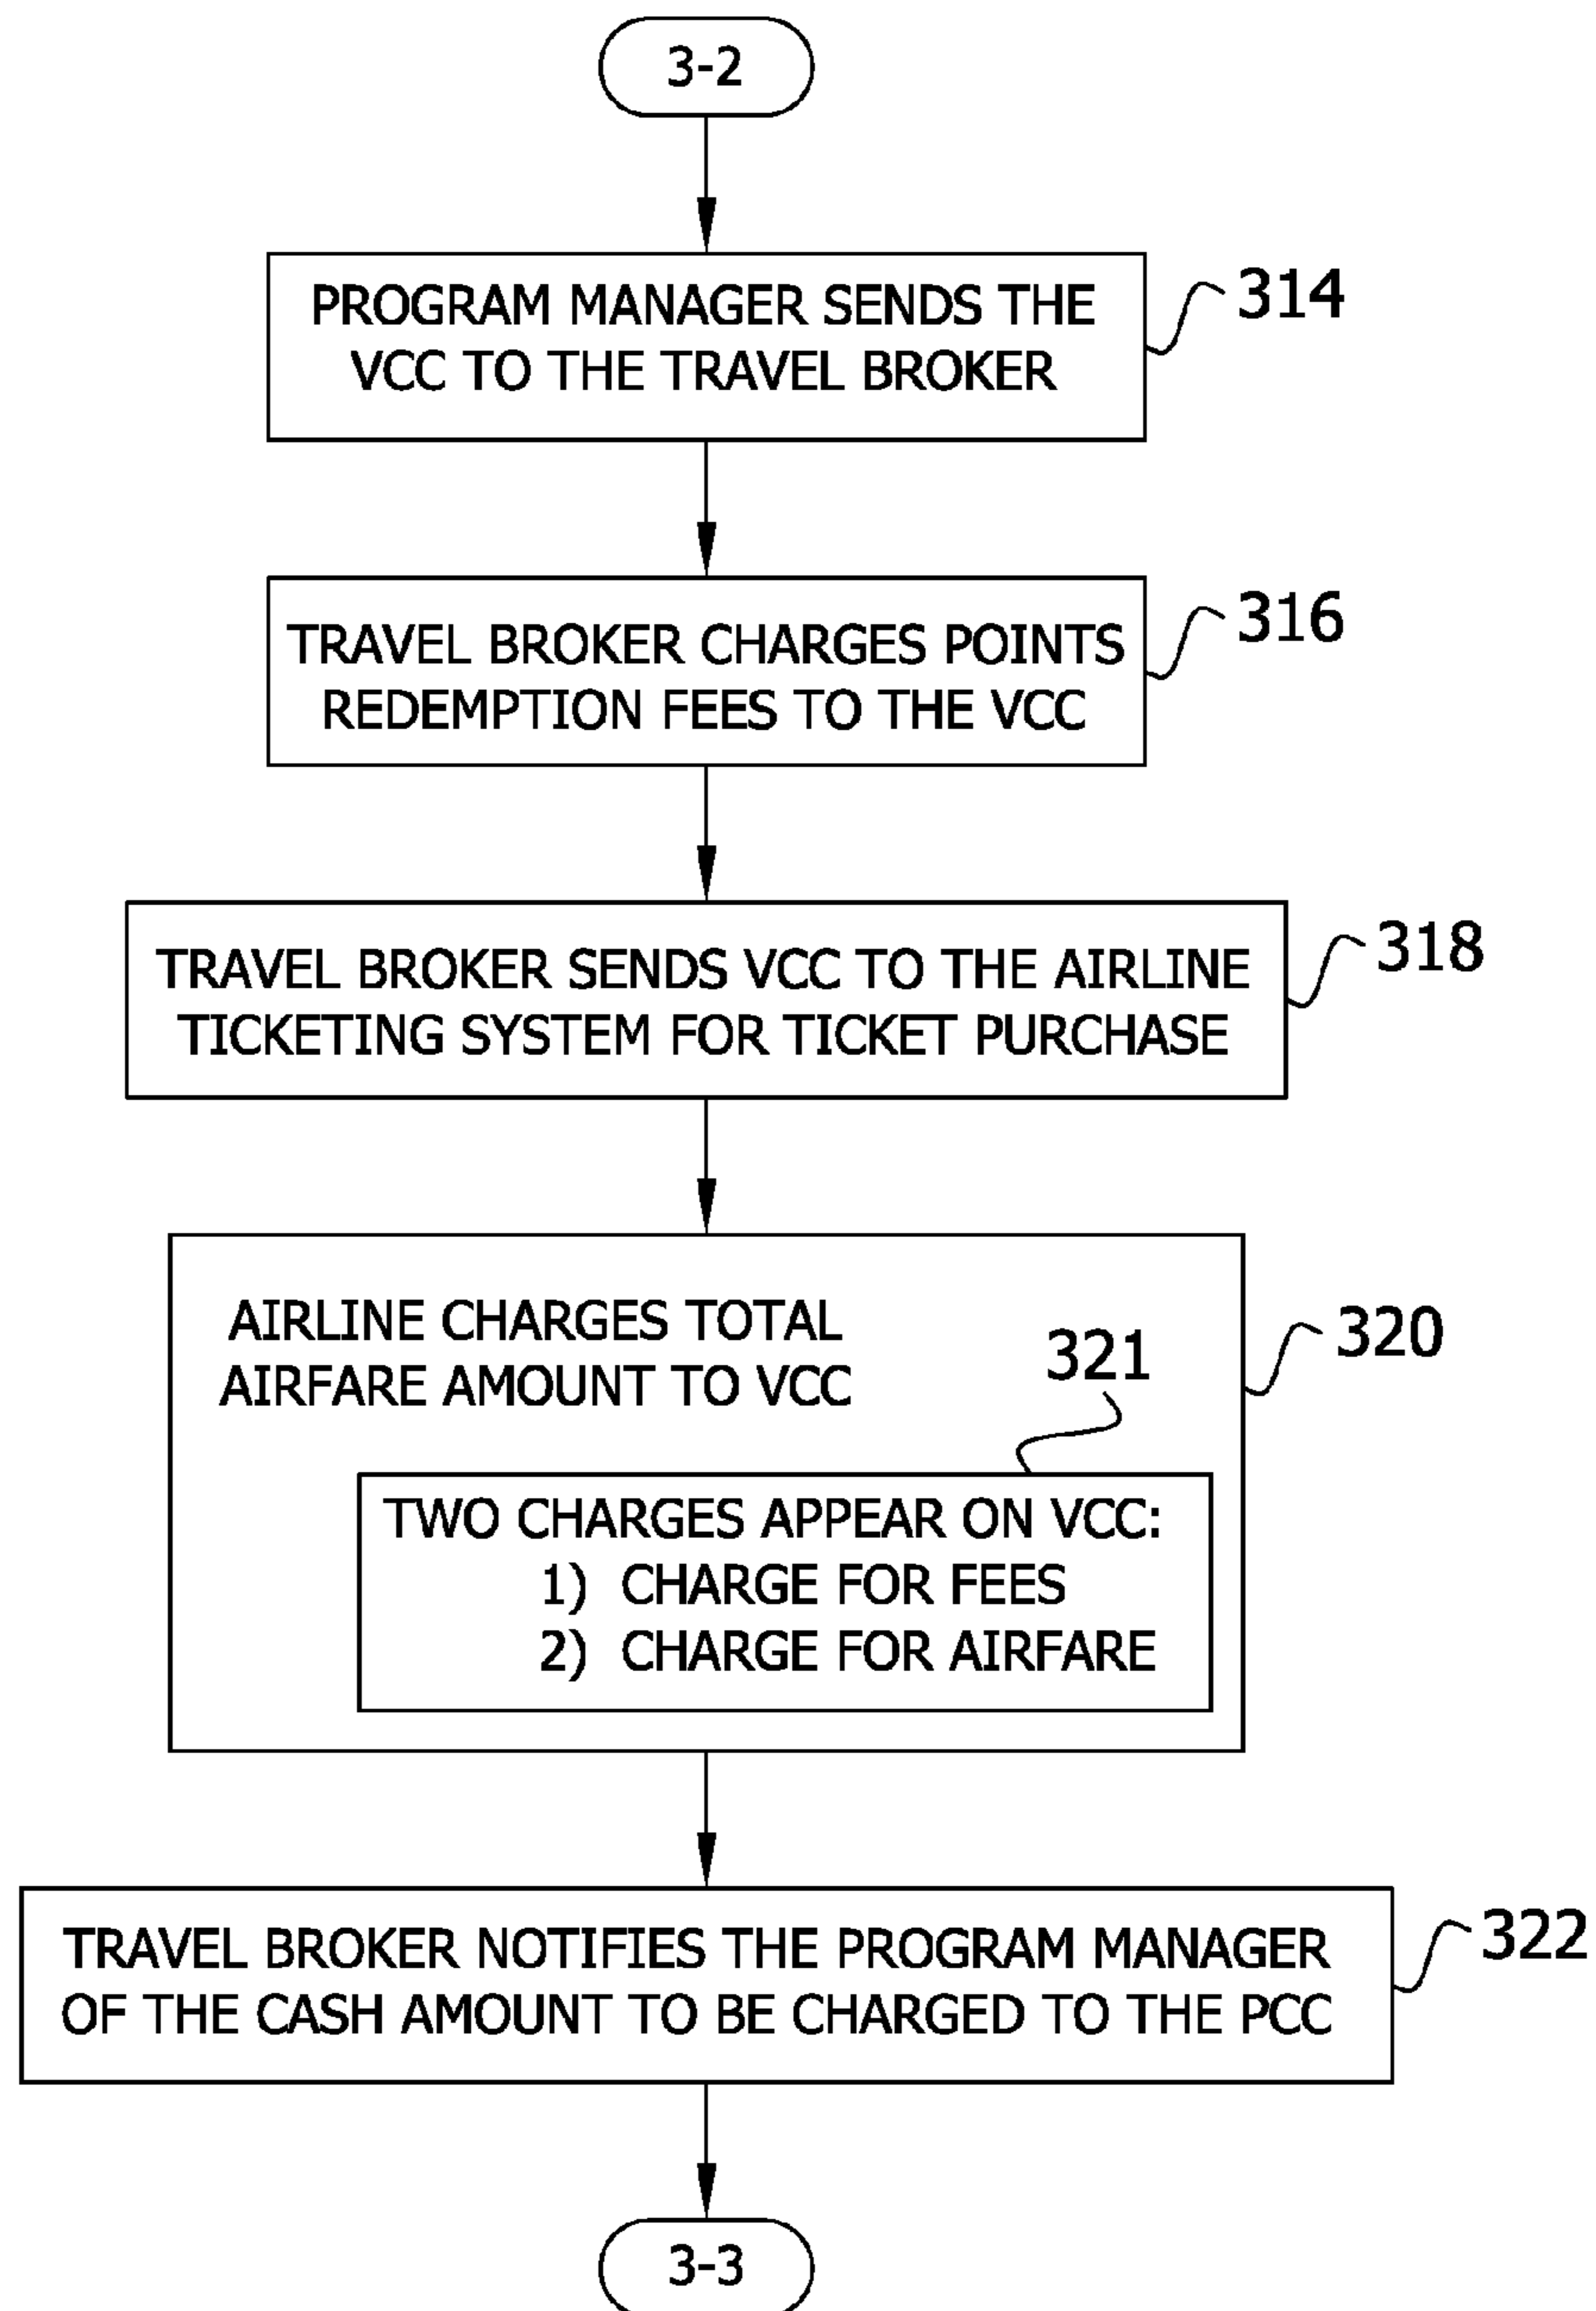 3-2
PROGRAM MANAGER SENDS THE
VCC TO THE TRAVEL BROKER
314
TRAVEL BROKER CHARGES POINTS
REDEMPTION FEES TO THE VCC
316
TRAVEL BROKER SENDS VCC TO THE AIRLINE
TICKETING SYSTEM FOR TICKET PURCHASE
318
AIRLINE CHARGES TOTAL
AIRFARE AMOUNT TO VCC
320
321
TWO CHARGES APPEAR ON VCC:
1) CHARGE FOR FEES
2) CHARGE FOR AIRFARE
TRAVEL BROKER NOTIFIES THE PROGRAM MANAGER
OF THE CASH AMOUNT TO BE CHARGED TO THE PCC
322
3-3